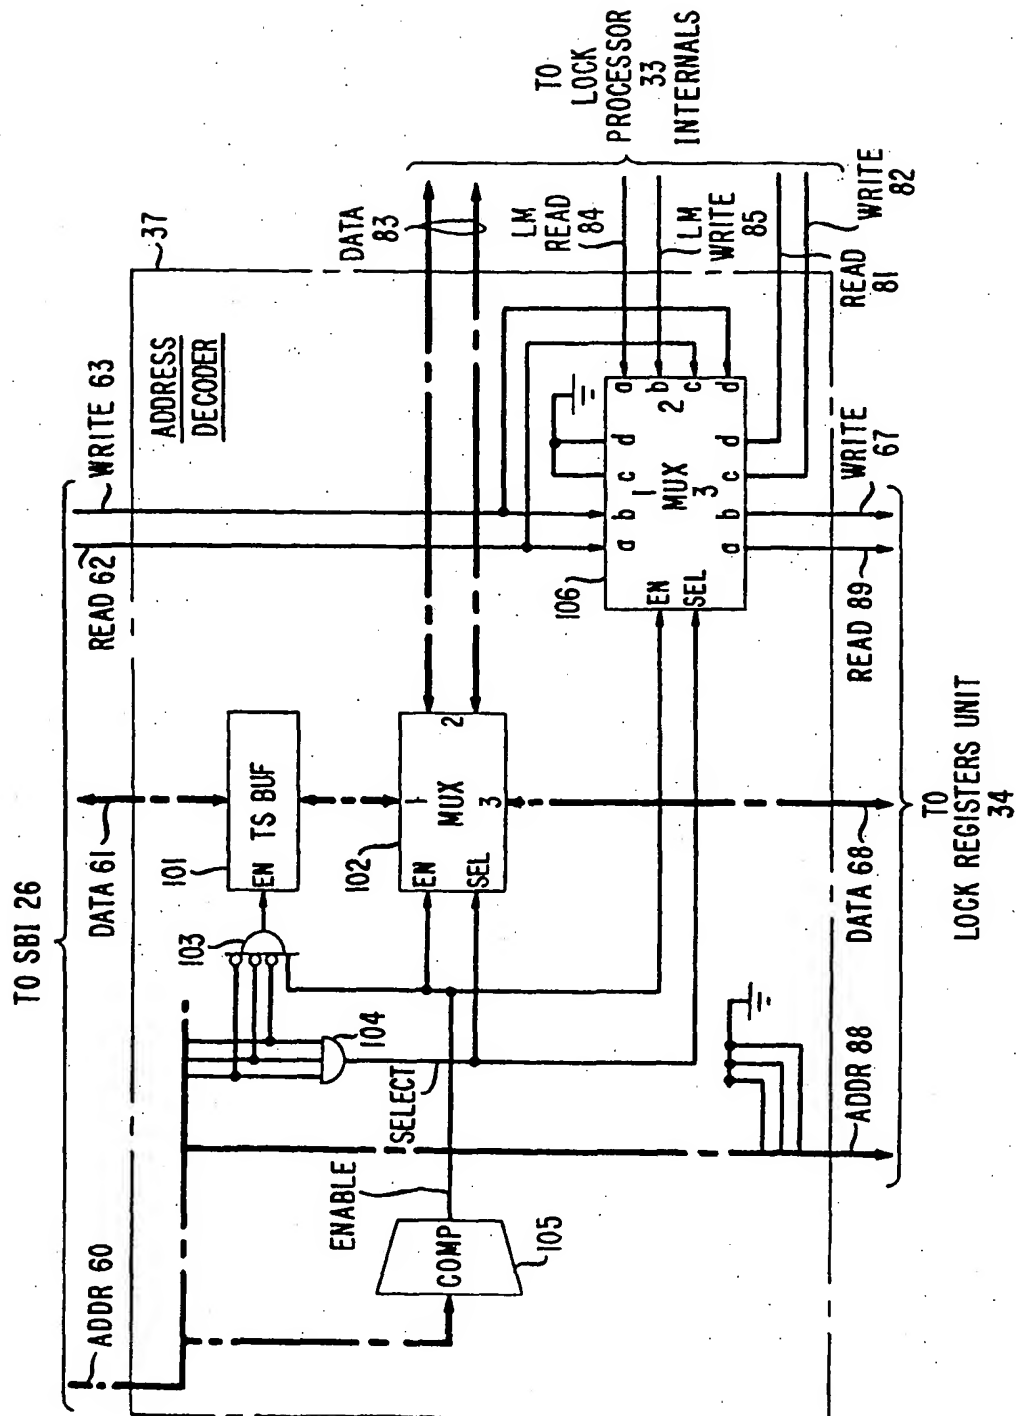 TO SBI 26
ADDR 60
DATA 61
READ 62
WRITE 63
37
ADDRESS
DECODER
101
EN
TS BUF
103
104
102
EN
SEL
1
MUX
2
3
SELECT
ENABLE
COMP
105
106
EN
SEL
a
b
c
d
1
MUX
3
2
a
b
c
d
a
b
c
d
DATA
83
LM
READ
84
LM
WRITE
85
READ
81
WRITE
82
TO
LOCK
PROCESSOR
33
INTERNALS
ADDR 88
DATA 68
READ 89
WRITE
67
TO
LOCK REGISTERS UNIT
34